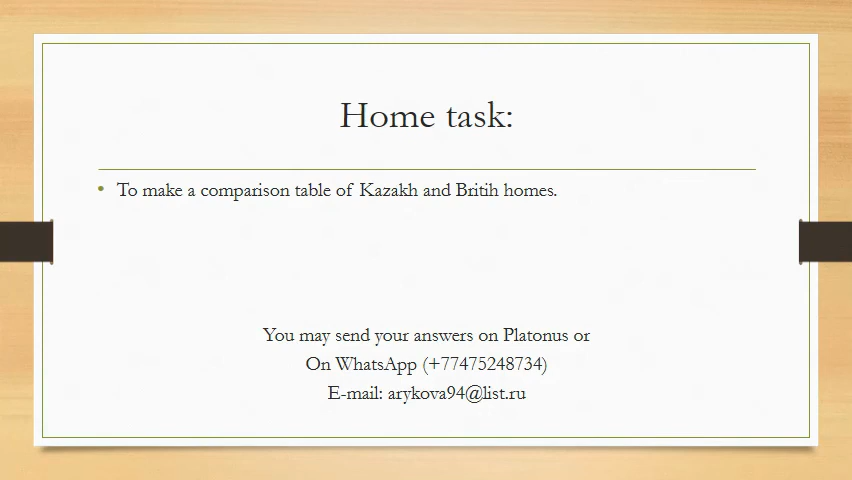 Home task:
• To make a comparison table of Kazakh and Britih homes.
You may send your answers on Platonus or
On WhatsApp (+77475248734)
E-mail: arykova94@list.ru